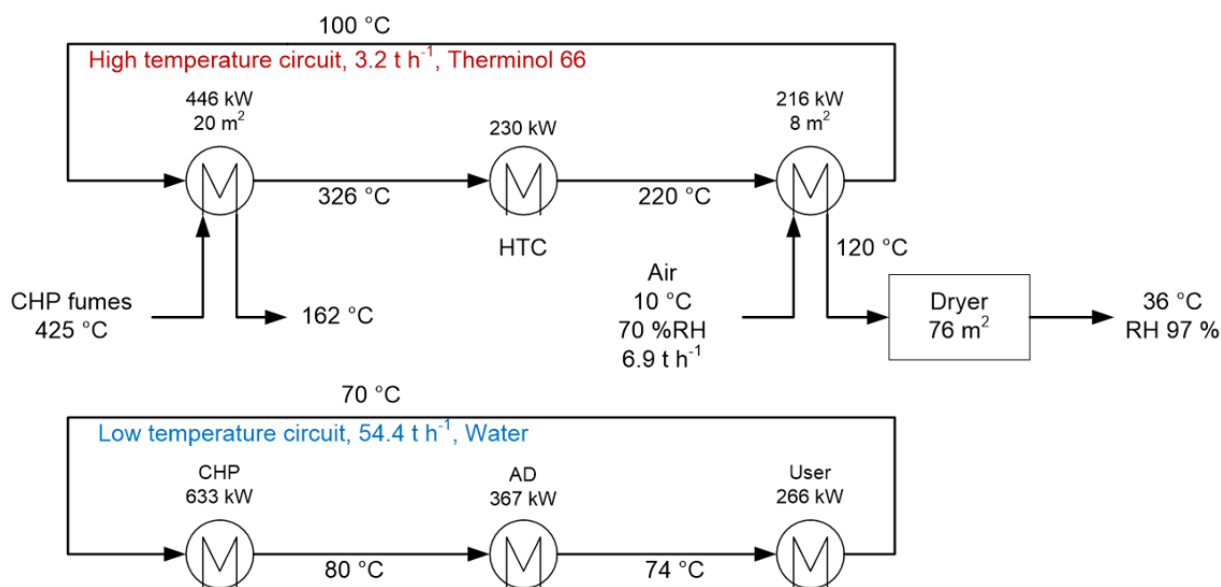 100 °C
High temperature circuit, 3.2 t h⁻¹, Therminol 66
446 kW
20 m²
230 kW
216 kW
8 m²
326 °C
220 °C
HTC
120 °C
CHP fumes
425 °C
162 °C
Air
10 °C
70 %RH
6.9 t h⁻¹
Dryer
76 m²
36 °C
RH 97 %
70 °C
Low temperature circuit, 54.4 t h⁻¹, Water
CHP
633 kW
AD
367 kW
User
266 kW
80 °C
74 °C